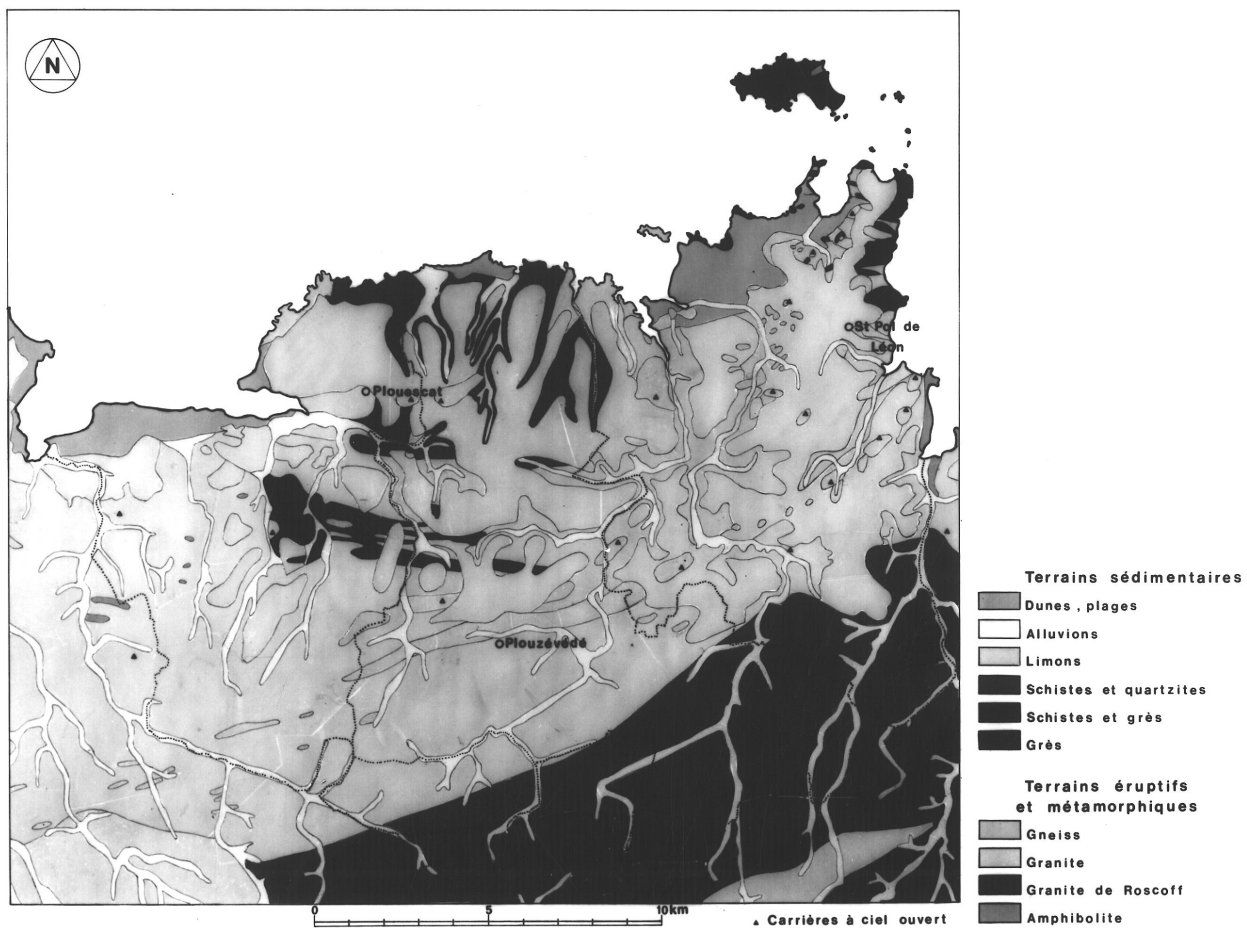 N
St Pol de
Léon
Plouescat
Plouzévédé
Terrains sédimentaires
Dunes, plages
Alluvions
Limons
Schistes et quartzites
Schistes et grès
Grès
Terrains éruptifs
et métamorphiques
Gneiss
Granite
Granite de Roscoff
Amphibolite
0 5 10km
Carrières à ciel ouvert